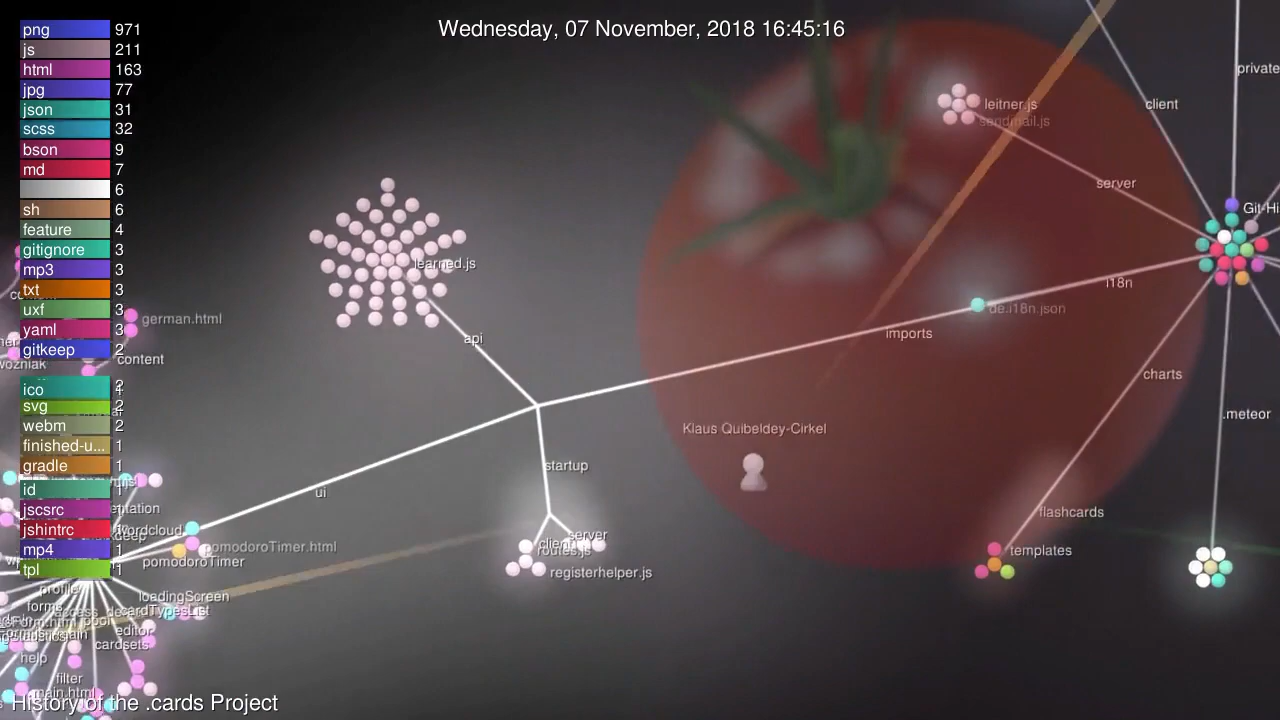 Wednesday, 07 November, 2018 16:45:16
png 971
js 211
html 163
jpg 77
json 31
scss 32
bson 9
md 7
6
sh 6
feature 4
gitignore 3
mp3 3
txt 3
uxf 3
yaml 3
gitkeep 2
ico
svg 2
webm 2
finished-u... 1
gradle 1
id 1
jscsrc 1
jshintrc
mp4 1
tpl 1
leitner.js
sendmail.js
client
private
server
Git-Hi
learned.js
i18n
de.i18n.json
german.html
api
imports
content
charts
.meteor
Klaus Quibeldey-Cirkel
startup
ui
flashcards
server
routes.js
pomodoroTimer.html
templates
pomodoroTimer
registerhelper.js
profile
loadingScreen
forms
cardTypesList
pool
editor
cardsets
help
filter
main.html
History of the .cards Project